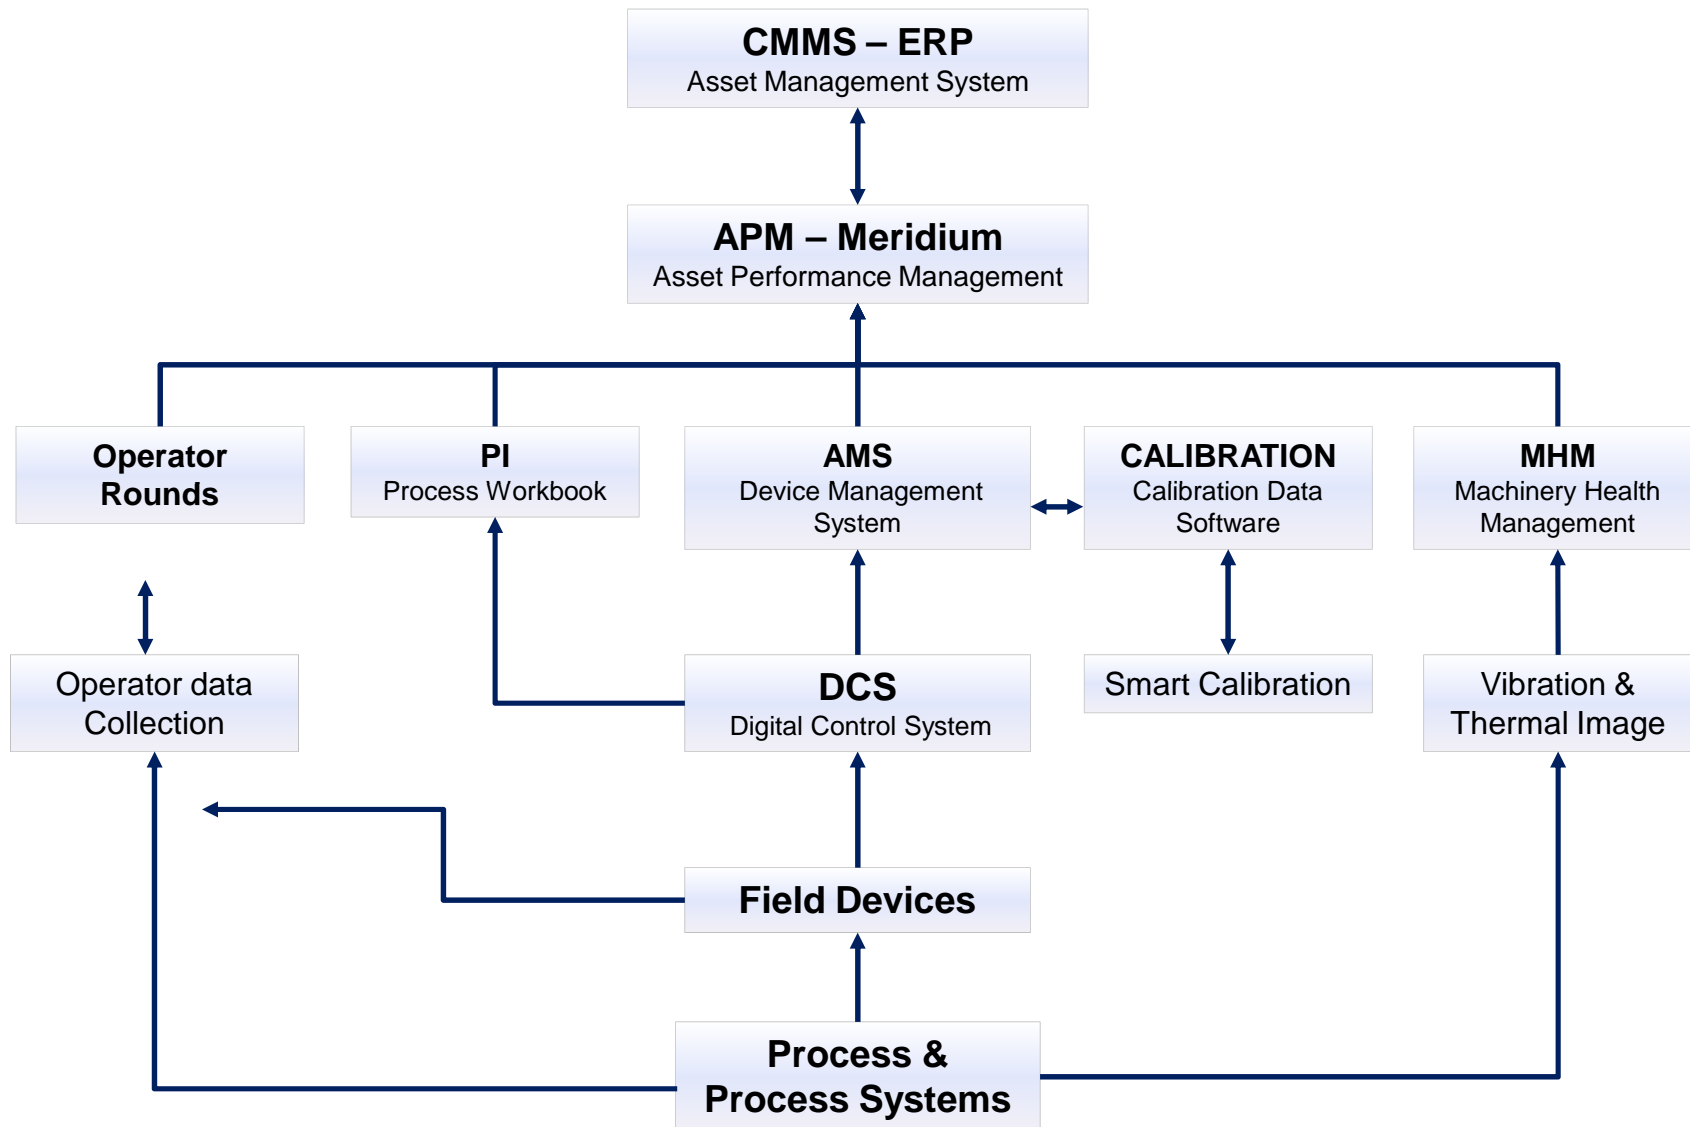 CMMS – ERP
Asset Management System
APM – Meridium
Asset Performance Management
Operator
Rounds
PI
Process Workbook
AMS
Device Management
System
CALIBRATION
Calibration Data
Software
MHM
Machinery Health
Management
Operator data
Collection
DCS
Digital Control System
Smart Calibration
Vibration &
Thermal Image
Field Devices
Process &
Process Systems